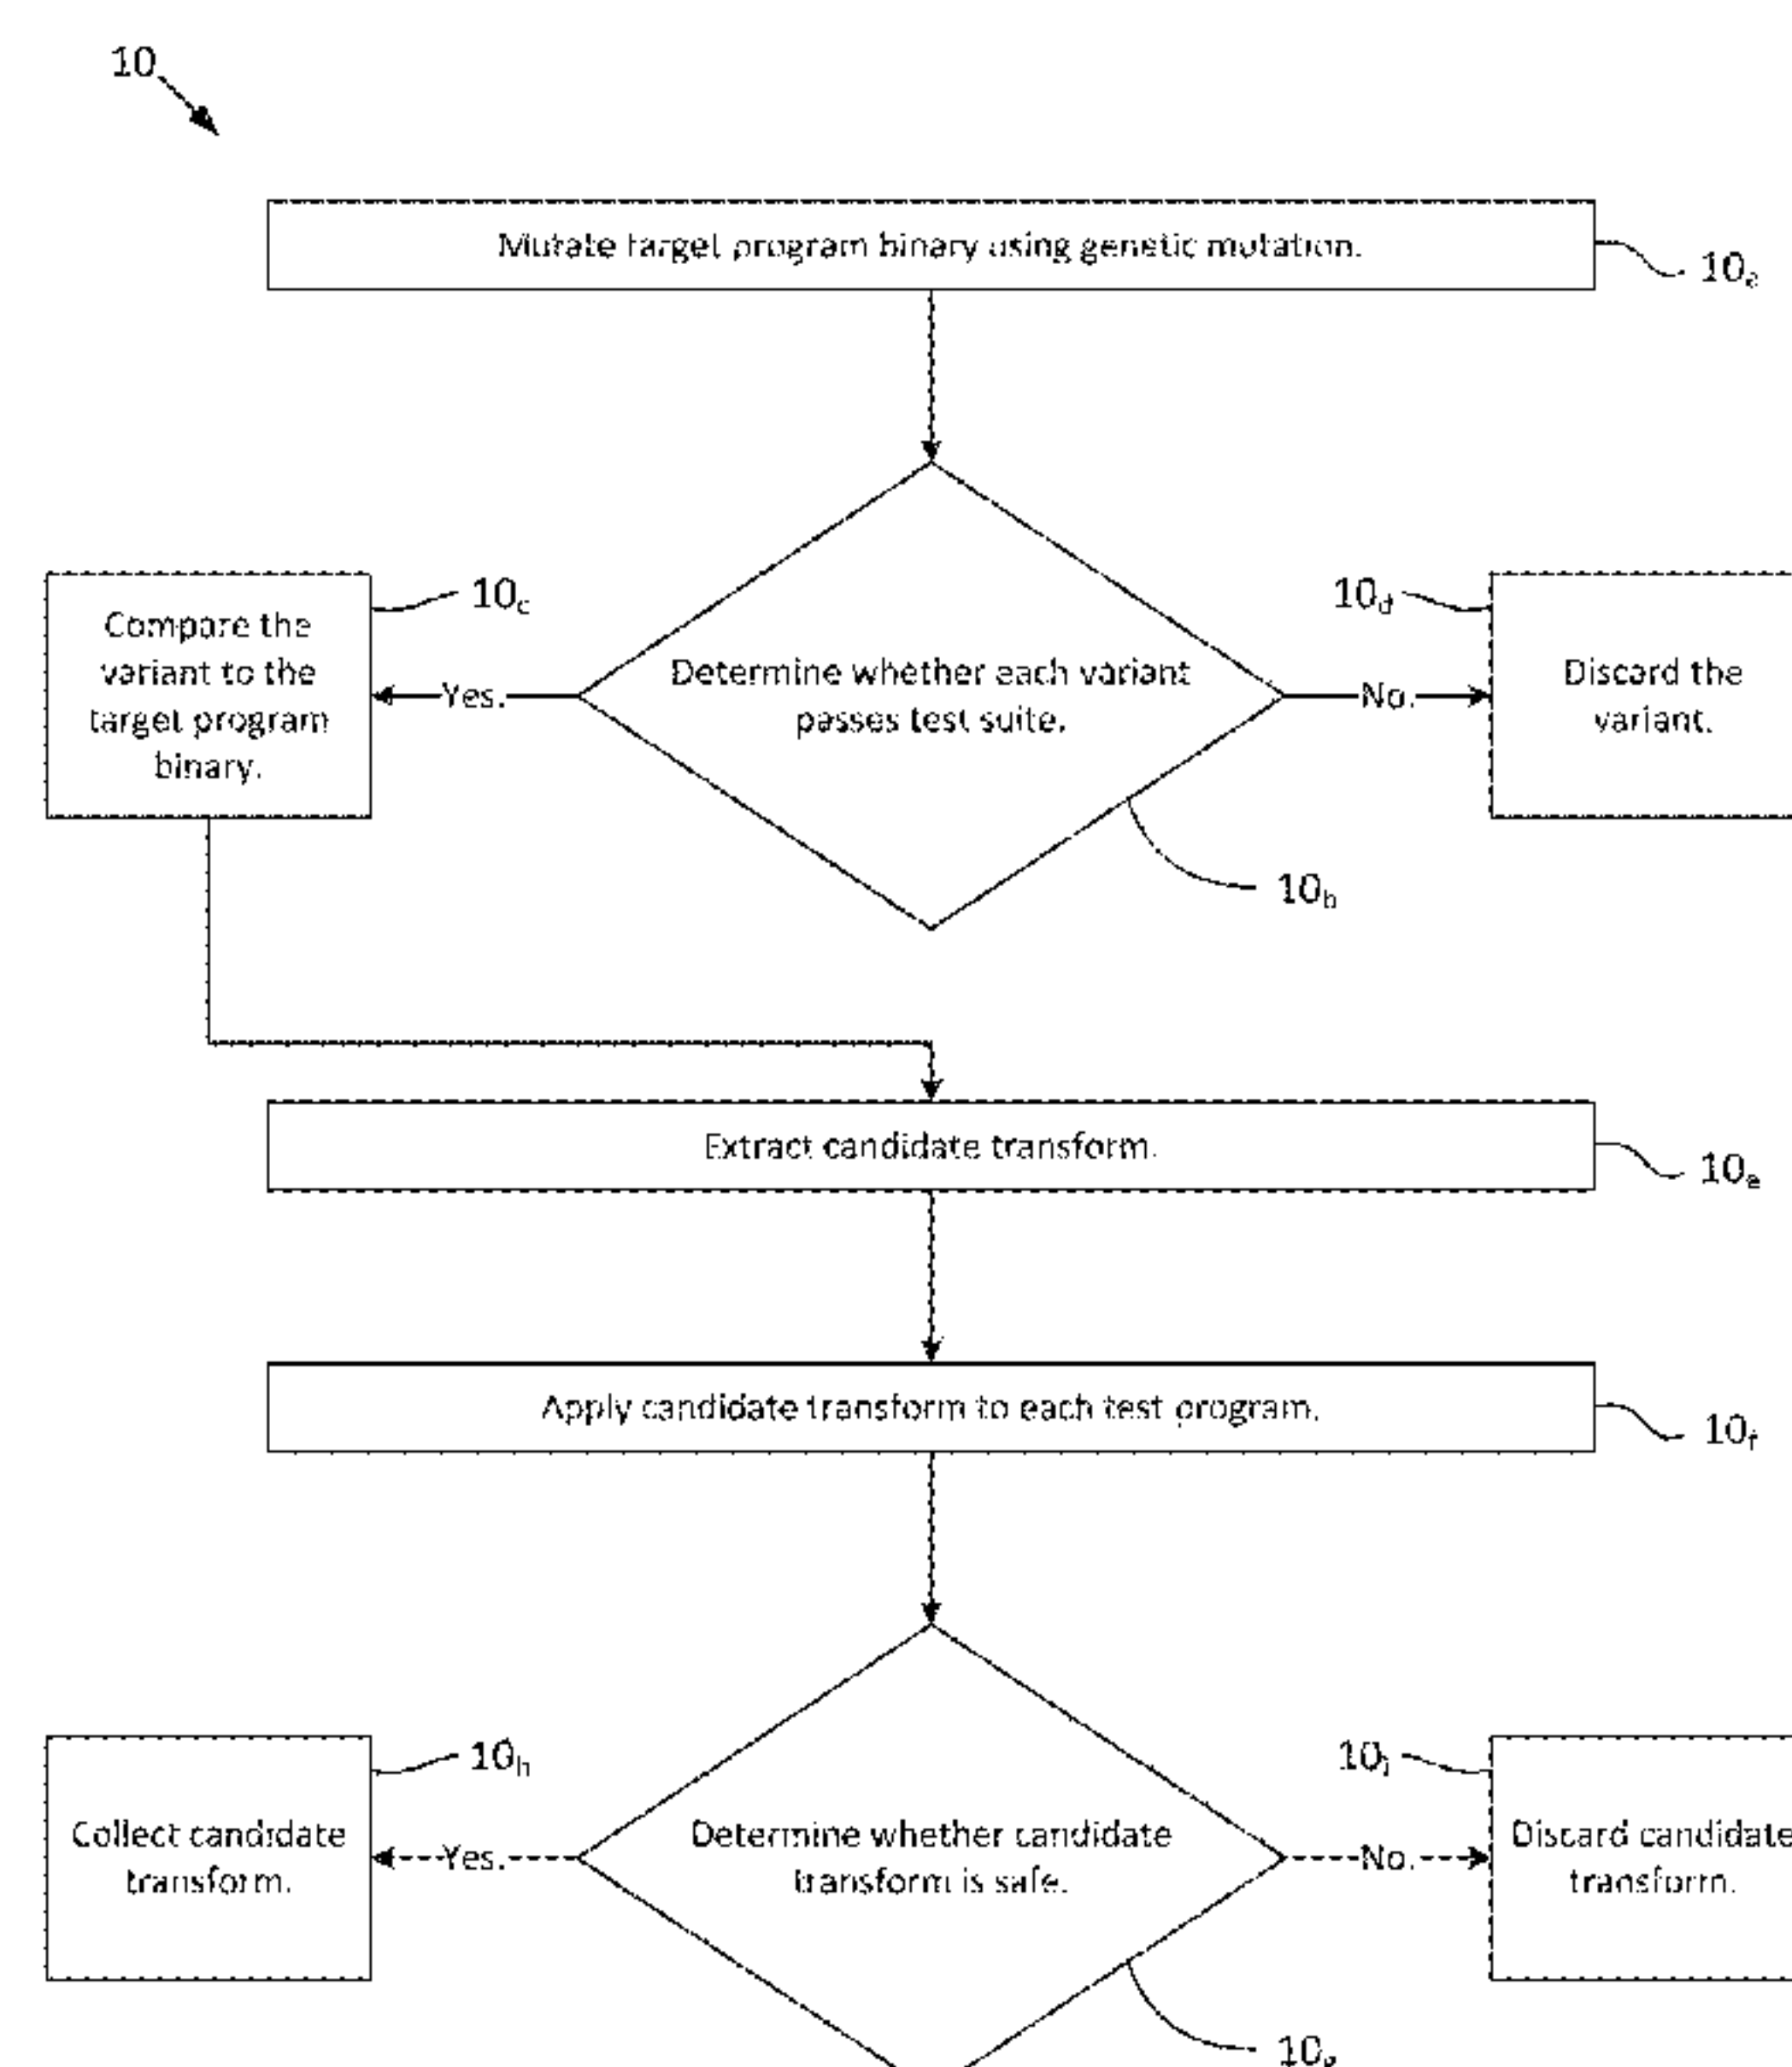 10
Mutate target program binary using genetic mutation.
10a
10c
10d
Compare the
variant to the
target program
binary.
Yes.
Determine whether each variant
passes test suite.
No.
Discard the
variant.
10b
Extract candidate transform.
10e
Apply candidate transform to each test program.
10f
10h
10i
Collect candidate
transform.
Yes.
Determine whether candidate
transform is safe.
No.
Discard candidate
transform.
10g